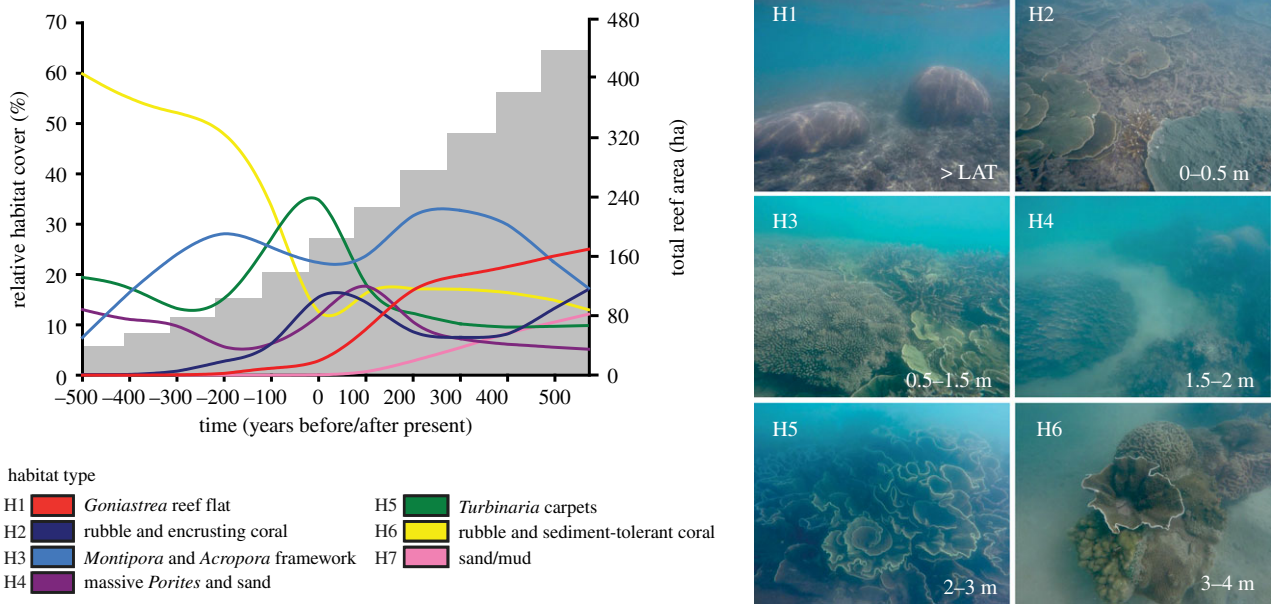 70
60
50
40
30
20
10
0
relative habitat cover (%)
480
400
320
240
160
80
0
total reef area (ha)
–500 –400 –300 –200 –100 0 100 200 300 400 500
time (years before/after present)
habitat type
H1 Goniastrea reef flat
H2 rubble and encrusting coral
H3 Montipora and Acropora framework
H4 massive Porites and sand
H5 Turbinaria carpets
H6 rubble and sediment-tolerant coral
H7 sand/mud
H1
> LAT
H2
0–0.5 m
H3
0.5–1.5 m
H4
1.5–2 m
H5
2–3 m
H6
3–4 m